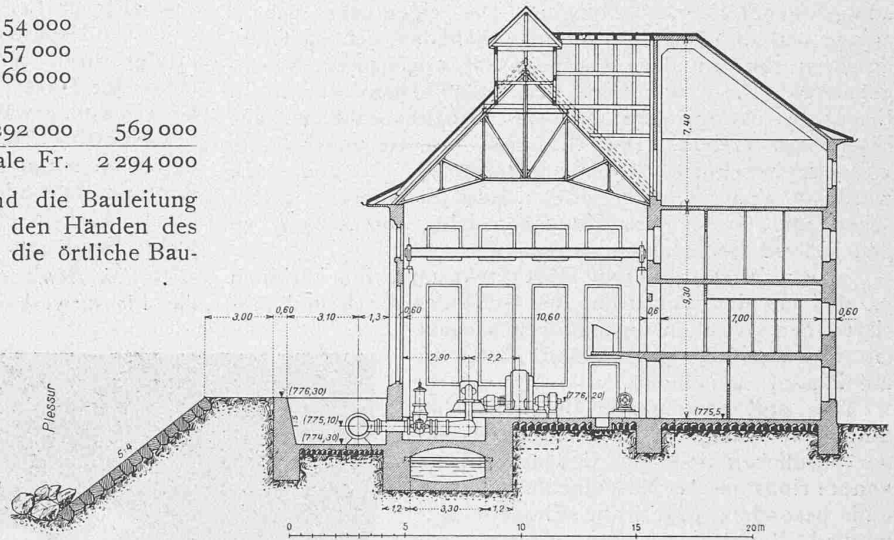 54 000
57 000
66 000
292 000 569 000
ale Fr. 2 294 000
nd die Bauleitung
den Händen des
die örtliche Bau-
7,40
9,30
3,00 0,60 3,10 1,3 0,60 10,60 0,6 7,00 0,60
2,90 2,2
Plessur
5:4
(776,30)
(775,10)
(774,30)
(776,20)
(775,5)
1,2 3,30 1,2
0 5 10 15 20m